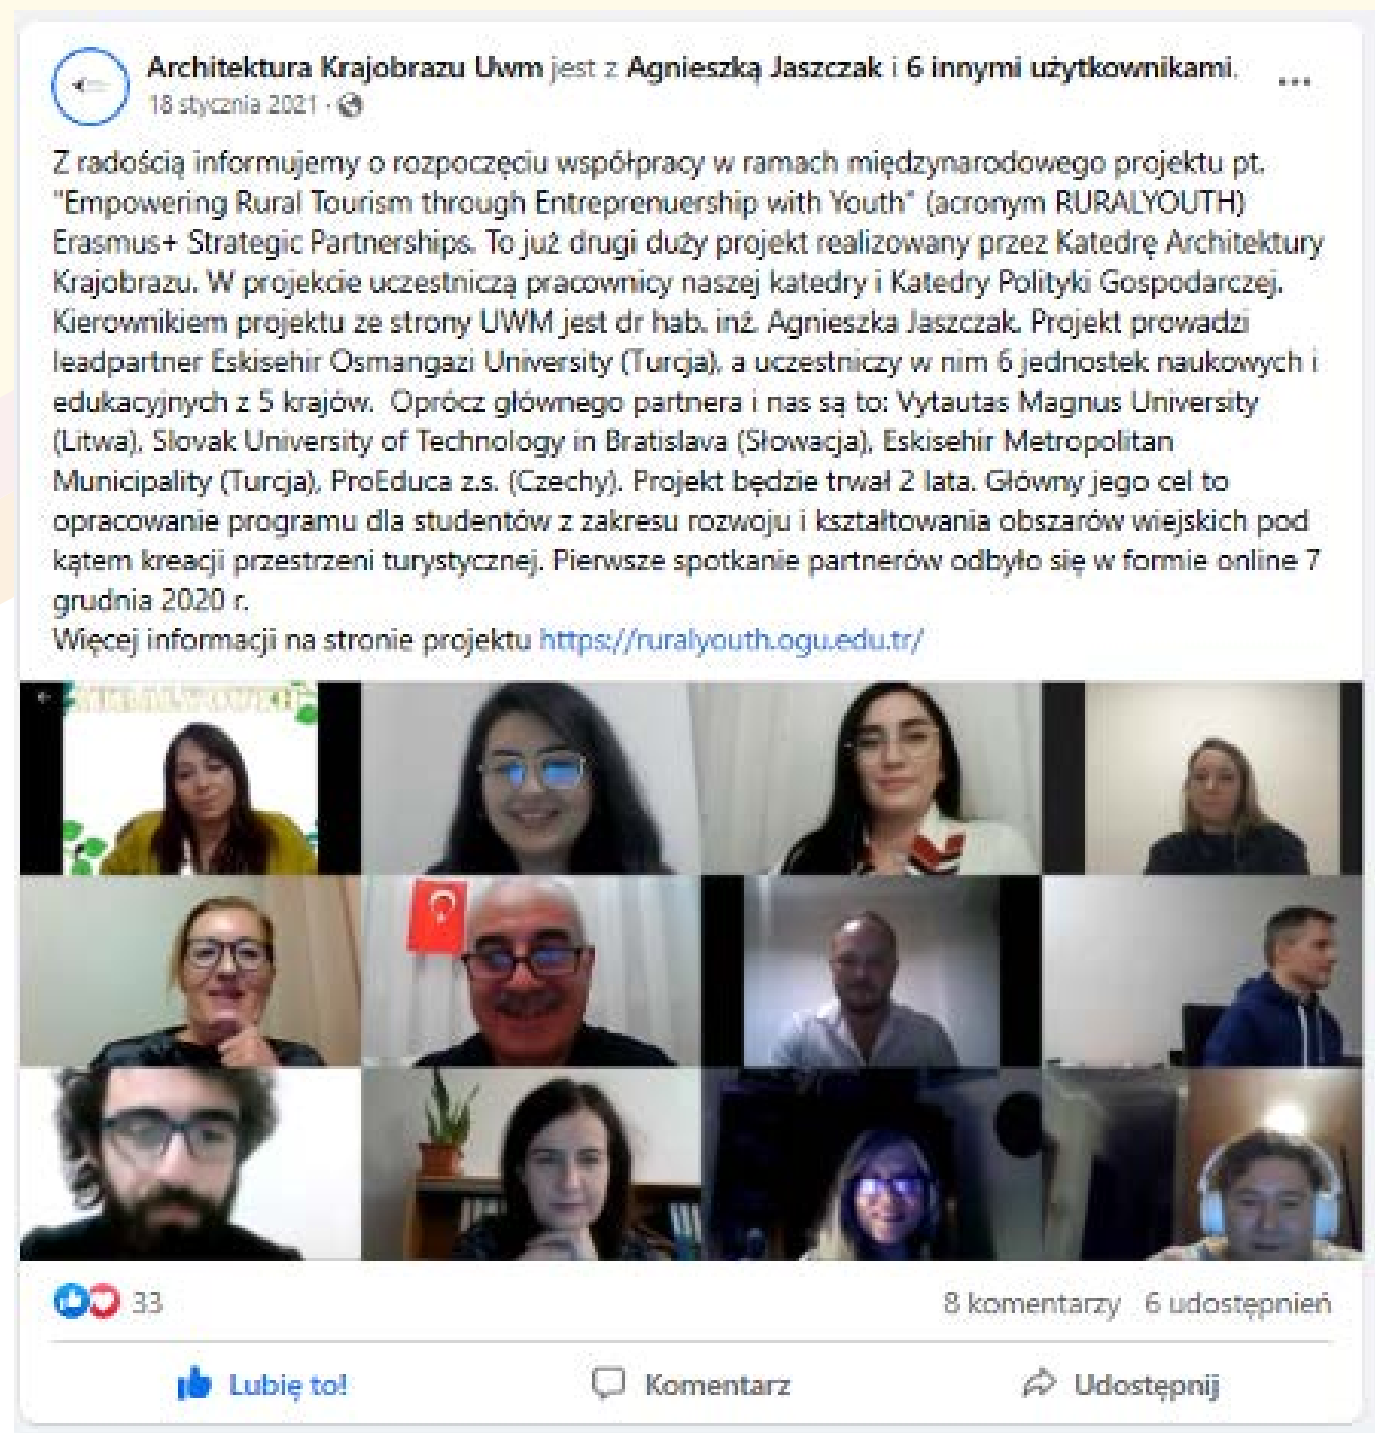 Architektura Krajobrazu Uwm jest z Agnieszką Jaszczak i 6 innymi użytkownikami.
18 stycznia 2021 ·
Z radością informujemy o rozpoczęciu współpracy w ramach międzynarodowego projektu pt.
"Empowering Rural Tourism through Entreprenuership with Youth" (acronym RURALYOUTH)
Erasmus+ Strategic Partnerships. To już drugi duży projekt realizowany przez Katedrę Architektury
Krajobrazu. W projekcie uczestniczą pracownicy naszej katedry i Katedry Polityki Gospodarczej.
Kierownikiem projektu ze strony UWM jest dr hab. inż. Agnieszka Jaszczak. Projekt prowadzi
leadpartner Eskisehir Osmangazi University (Turcja), a uczestniczy w nim 6 jednostek naukowych i
edukacyjnych z 5 krajów.  Oprócz głównego partnera i nas są to: Vytautas Magnus University
(Litwa), Slovak University of Technology in Bratislava (Słowacja), Eskisehir Metropolitan
Municipality (Turcja), ProEduca z.s. (Czechy). Projekt będzie trwał 2 lata. Główny jego cel to
opracowanie programu dla studentów z zakresu rozwoju i kształtowania obszarów wiejskich pod
kątem kreacji przestrzeni turystycznej. Pierwsze spotkanie partnerów odbyło się w formie online 7
grudnia 2020 r.
Więcej informacji na stronie projektu https://ruralyouth.ogu.edu.tr/
RURALYOUTH
33
8 komentarzy 6 udostępnień
Lubię to!
Komentarz
Udostępnij